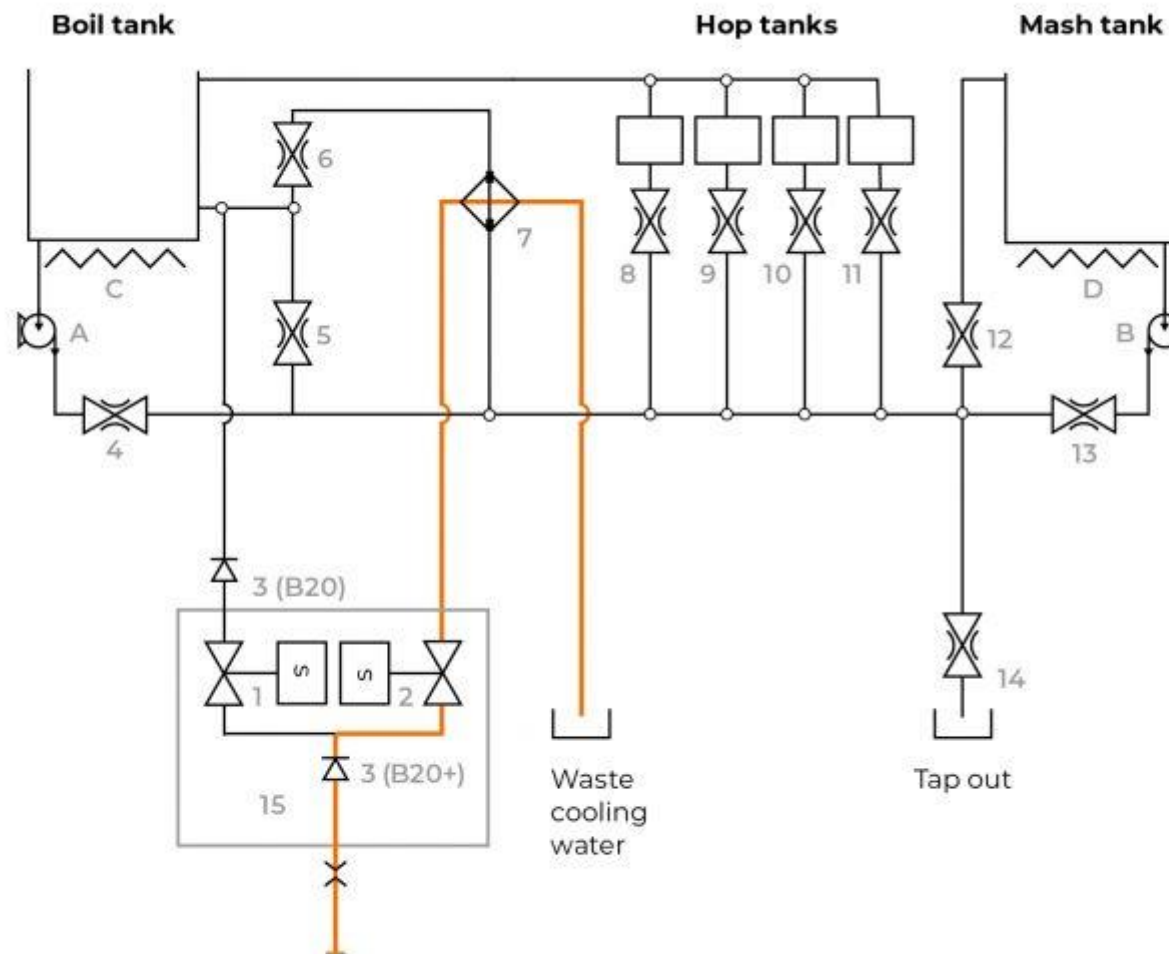 Boil tank
Hop tanks
Mash tank
6
7
8
9
10
11
C
D
A
5
12
B
4
13
3 (B20)
S
S
1
2
14
3 (B20+)
15
Waste
cooling
water
Tap out